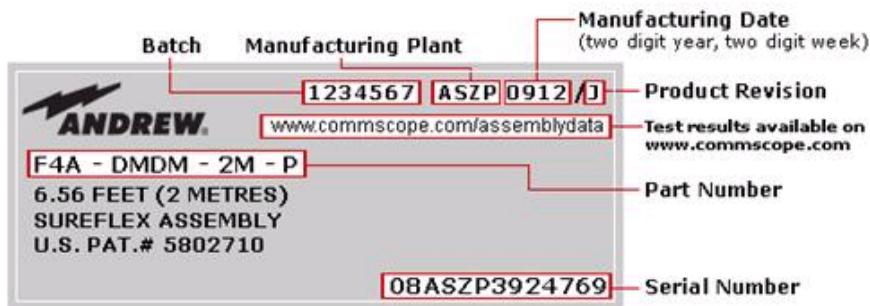 Manufacturing Date
(two digit year, two digit week)
Batch
Manufacturing Plant
1234567 ASZP 0912 /J
Product Revision
ANDREW.
www.commscope.com/assemblydata
Test results available on
www.commscope.com
F4A - DMDM - 2M - P
Part Number
6.56 FEET (2 METRES)
SUREFLEX ASSEMBLY
U.S. PAT.# 5802710
08ASZP3924769
Serial Number